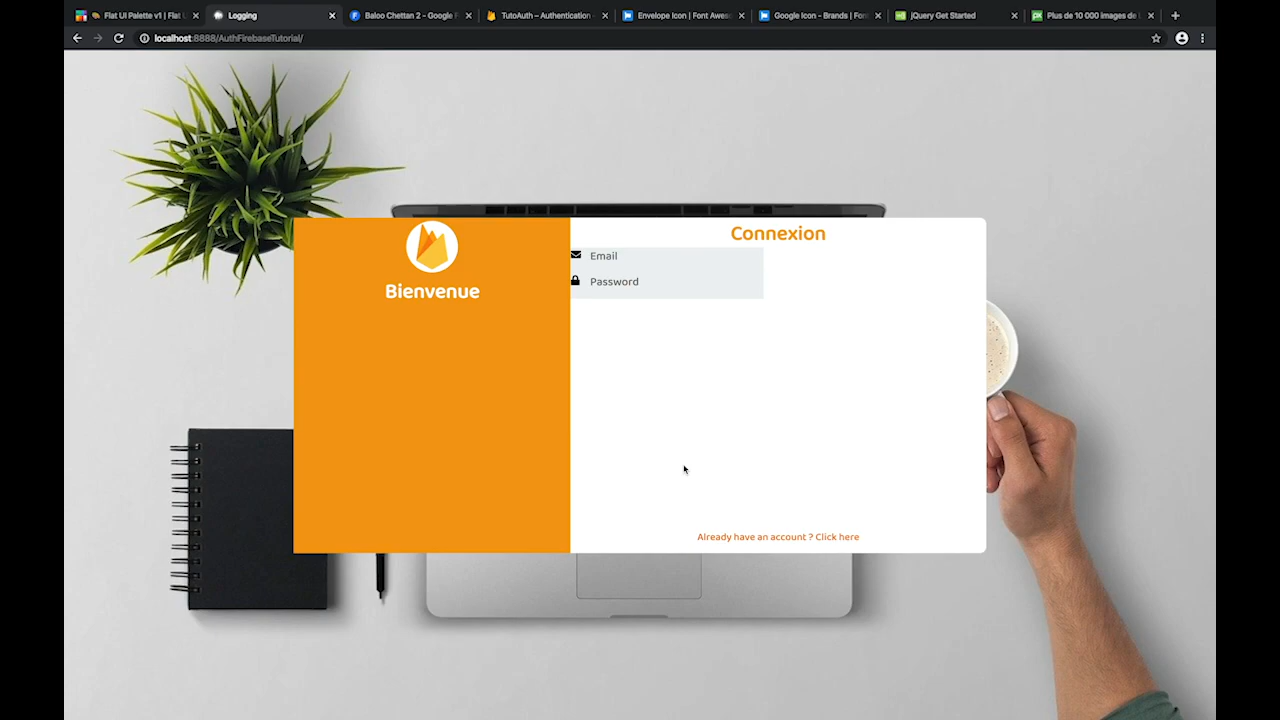 Flat UI Palette v1 | Flat U
Logging
Baloo Chettan 2 - Google F
TutoAuth – Authentication -
Envelope Icon | Font Awes
Google Icon - Brands | Fon
jQuery Get Started
Plus de 10 000 images de
localhost:8888/AuthFirebaseTutorial/
Connexion
Email
Password
Bienvenue
Already have an account ? Click here